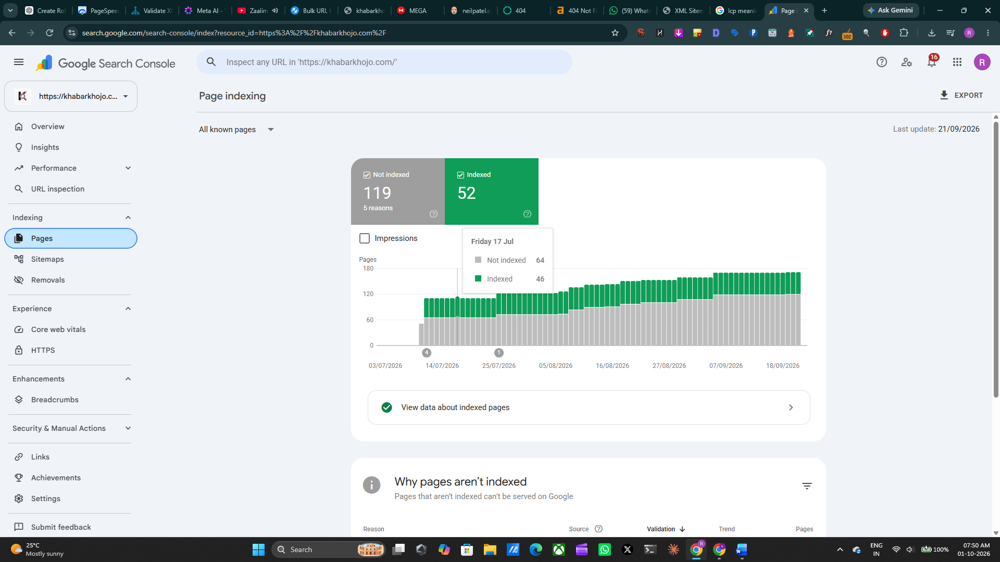 Create Ro
PageSpee
Validate X
Meta AI -
Zaalim
Bulk URL
khabarkho
MEGA
neilpatel.c
404
404 Not F
(59) What
XML Sitem
lcp meani
Page i
Ask Gemini
search.google.com/search-console/index?resource_id=https%3A%2F%2Fkhabarkhojo.com%2F
SEO
H
D
P
f?
302
R
Google Search Console
Inspect any URL in 'https://khabarkhojo.com/'
16
R
K
https://khabarkhojo.c...
Page indexing
EXPORT
Overview
All known pages
Last update: 21/09/2026
Insights
Performance
URL inspection
Not indexed
119
5 reasons
Indexed
52
Indexing
Pages
Sitemaps
Removals
Experience
Core web vitals
HTTPS
Enhancements
Breadcrumbs
Security & Manual Actions
Links
Achievements
Settings
Submit feedback
Impressions
Friday 17 Jul
Not indexed 64
Indexed 46
Pages
180
120
60
0
4
1
03/07/2026 14/07/2026 25/07/2026 05/08/2026 16/08/2026 27/08/2026 07/09/2026 18/09/2026
View data about indexed pages
Why pages aren't indexed
Pages that aren't indexed can't be served on Google
Reason Source Validation Trend Pages
25°C
Mostly sunny
Search
R
K
ENG
IN
100%
07:50 AM
01-10-2026